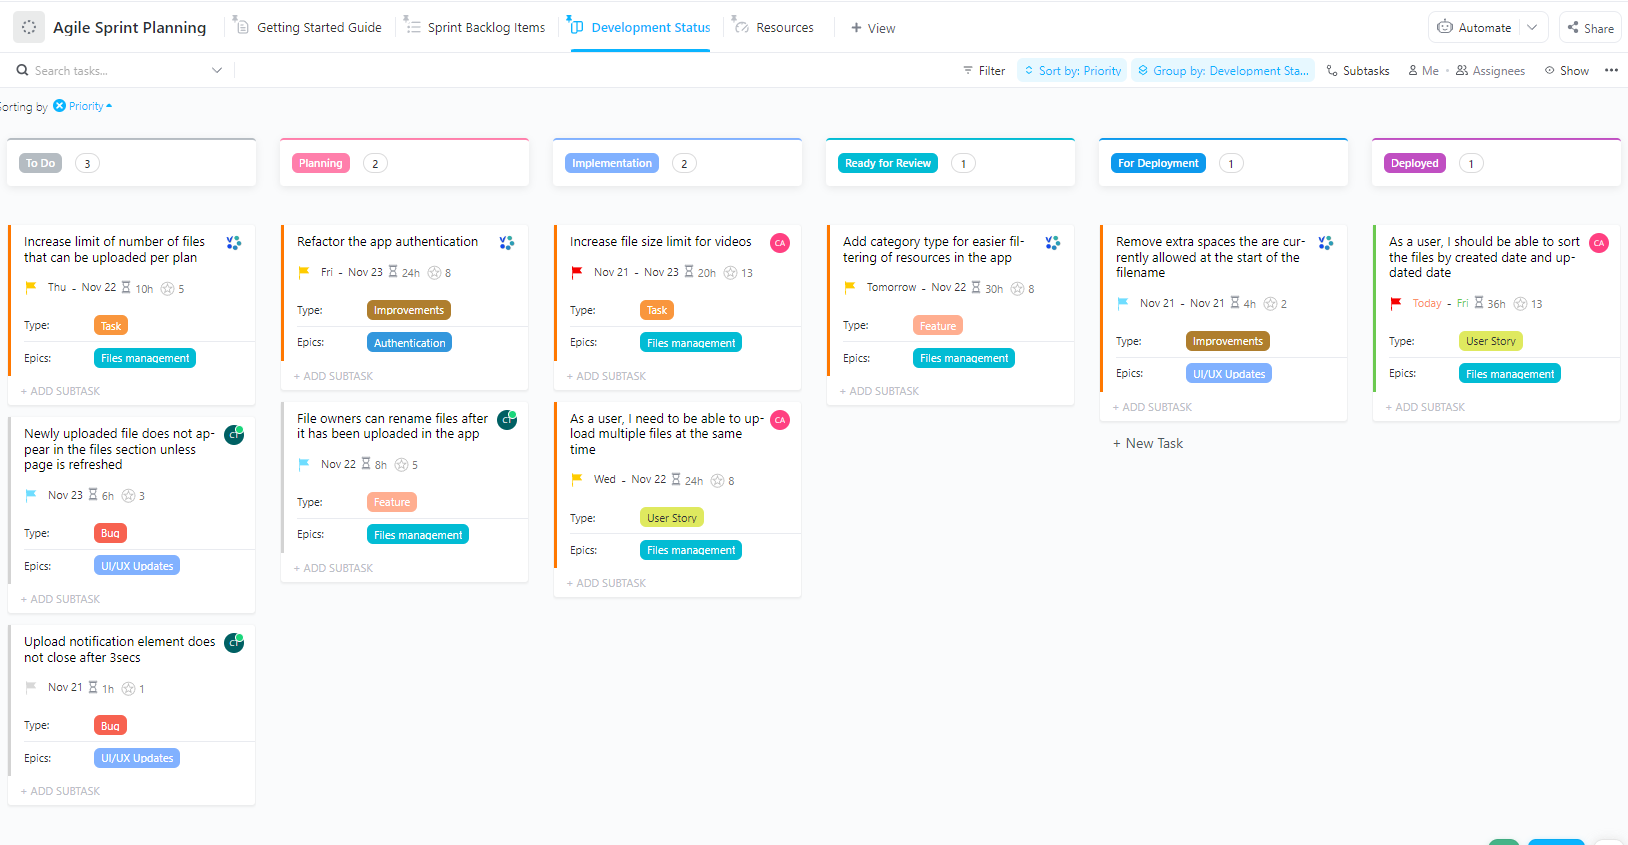 Agile Sprint Planning
Getting Started Guide
Sprint Backlog Items
Development Status
Resources
+ View
Automate
Share
Search tasks...
Filter
Sort by: Priority
Group by: Development Sta...
Subtasks
Me
Assignees
Show
Sorting by Priority
To Do 3
Planning 2
Implementation 2
Ready for Review 1
For Deployment 1
Deployed 1
Increase limit of number of files
that can be uploaded per plan
Thu - Nov 22 10h 5
Type: Task
Epics: Files management
+ ADD SUBTASK
Newly uploaded file does not ap-
pear in the files section unless
page is refreshed
CT
Nov 23 6h 3
Type: Bug
Epics: UI/UX Updates
+ ADD SUBTASK
Upload notification element does
not close after 3secs
CT
Nov 21 1h 1
Type: Bug
Epics: UI/UX Updates
+ ADD SUBTASK
Refactor the app authentication
Fri - Nov 23 24h 8
Type: Improvements
Epics: Authentication
+ ADD SUBTASK
File owners can rename files after
it has been uploaded in the app
CT
Nov 22 8h 5
Type: Feature
Epics: Files management
+ ADD SUBTASK
Increase file size limit for videos
CA
Nov 21 - Nov 23 20h 13
Type: Task
Epics: Files management
+ ADD SUBTASK
As a user, I need to be able to up-
load multiple files at the same
time
CA
Wed - Nov 22 24h 8
Type: User Story
Epics: Files management
+ ADD SUBTASK
Add category type for easier fil-
tering of resources in the app
Tomorrow - Nov 22 30h 8
Type: Feature
Epics: Files management
+ ADD SUBTASK
Remove extra spaces the are cur-
rently allowed at the start of the
filename
Nov 21 - Nov 21 4h 2
Type: Improvements
Epics: UI/UX Updates
+ ADD SUBTASK
+ New Task
As a user, I should be able to sort
the files by created date and up-
dated date
CA
Today - Fri 36h 13
Type: User Story
Epics: Files management
+ ADD SUBTASK